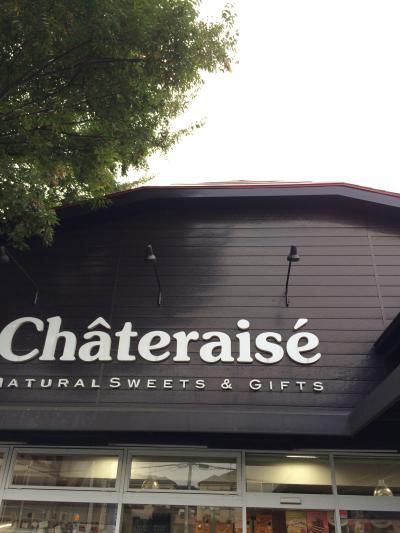 Châteraisé
NATURAL SWEETS & GIFTS